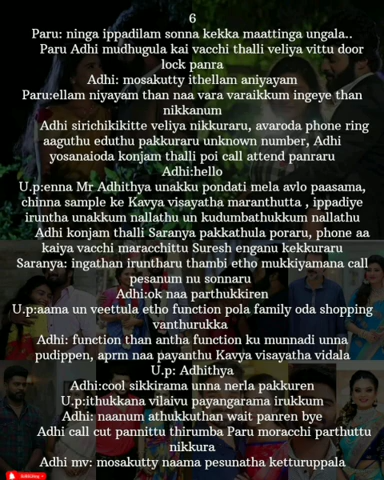 6
Paru: ninga ippadilam sonna kekka maattinga ungala..
Paru Adhi mudhugula kai vacchi thalli veliya vittu door
lock panra
Adhi: mosakutty ithellam aniyayam
Paru:ellam niyayam than naa vara varaikkum ingeye than
nikkanum
Adhi sirichikikitte veliya nikkuraru, avaroda phone ring
aaguthu eduthu pakkuraru unknown number, Adhi
yosanaioda konjam thalli poi call attend panraru
Adhi:hello
U.p:enna Mr Adhithya unakku pondati mela avlo paasama,
chinna sample ke Kavya visayatha maranthutta , ippadiye
iruntha unakkum nallathu un kudumbathukkum nallathu
Adhi konjam thalli Saranya pakkathula poraru, phone aa
kaiya vacchi maracchittu Suresh enganu kekkuraru
Saranya: ingathan iruntharu thambi etho mukkiyamana call
pesanum nu sonnaru
Adhi:ok naa parthukkiren
U.p:aama un veettula etho function pola family oda shopping
vanthurukka
Adhi: function than antha function ku munnadi unna
pudippen, aprm naa payanthu Kavya visayatha vidala
U.p: Adhithya
Adhi:cool sikkirama unna nerla pakkuren
U.p:ithukkana vilaivu payangarama irukkum
Adhi: naanum athukkuthan wait panren bye
Adhi call cut pannittu thirumba Paru moracchi parthuttu
nikkura
Adhi mv: mosakutty naama pesunatha ketturuppala